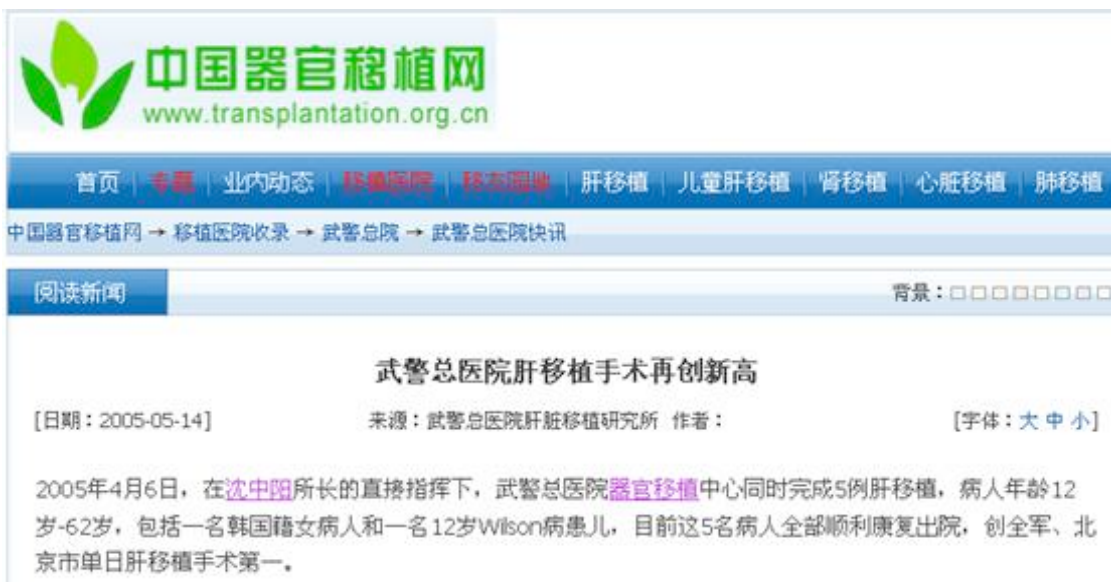 中国器官移植网
www.transplantation.org.cn
首页 | 专题 | 业内动态 | 移植医院 | 移友园地 | 肝移植 | 儿童肝移植 | 肾移植 | 心脏移植 | 肺移植
中国器官移植网 → 移植医院收录 → 武警总院 → 武警总医院快讯
阅读新闻 背景：
武警总医院肝移植手术再创新高
[日期：2005-05-14] 来源：武警总医院肝脏移植研究所 作者： [字体：大 中 小]
2005年4月6日，在沈中阳所长的直接指挥下，武警总医院器官移植中心同时完成5例肝移植，病人年龄12
岁-62岁，包括一名韩国籍女病人和一名12岁Wilson病患儿，目前这5名病人全部顺利康复出院，创全军、北
京市单日肝移植手术第一。